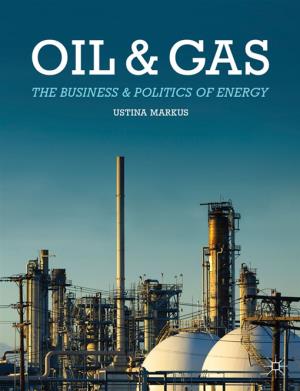 OIL & GAS
THE BUSINESS & POLITICS OF ENERGY
USTINA MARKUS